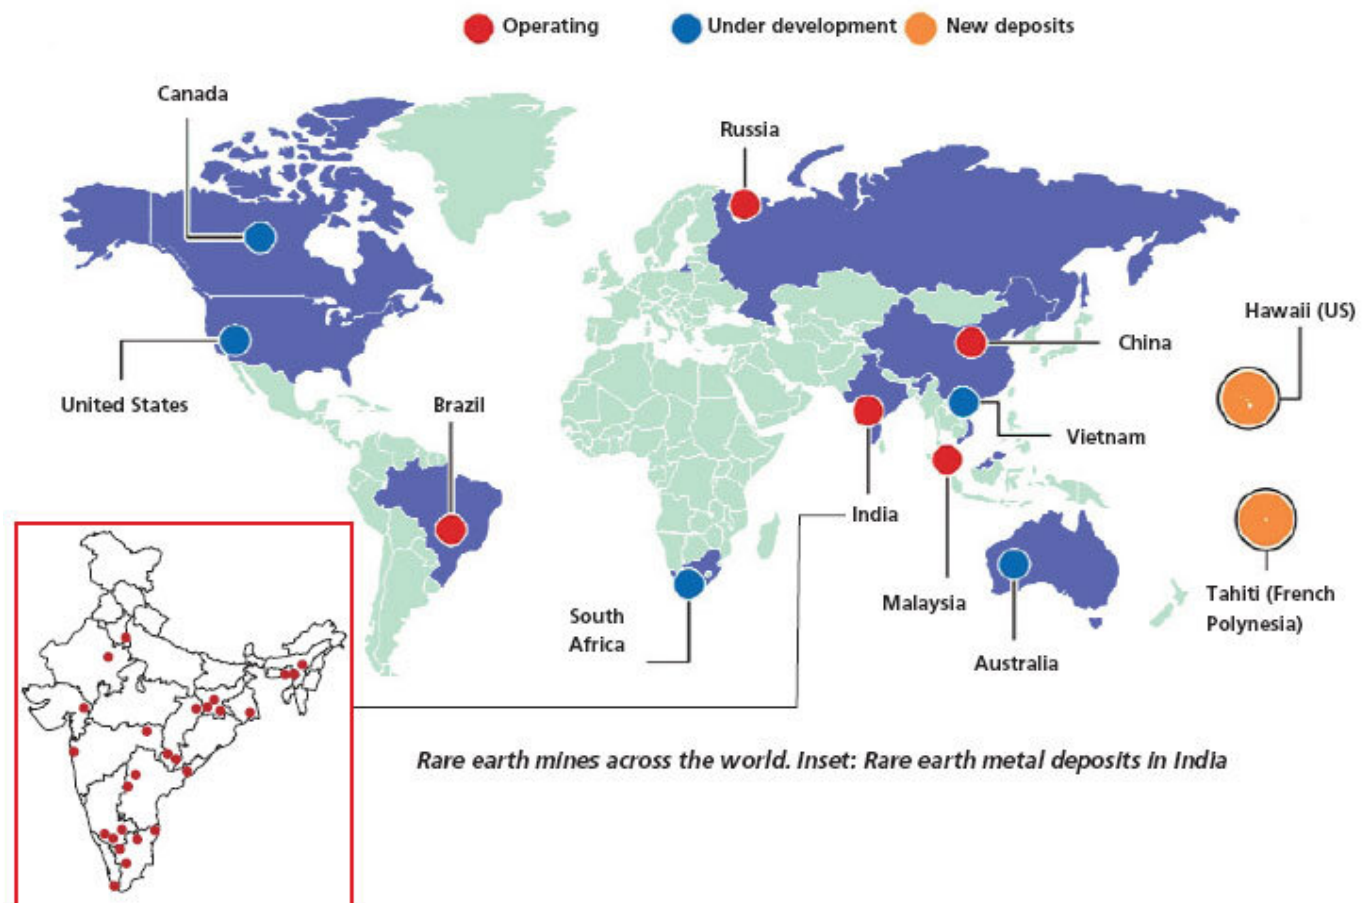 Operating
Under development
New deposits
Canada
Russia
Hawaii (US)
China
United States
Brazil
Vietnam
India
Malaysia
Tahiti (French
Polynesia)
South
Africa
Australia
Rare earth mines across the world. Inset: Rare earth metal deposits in India